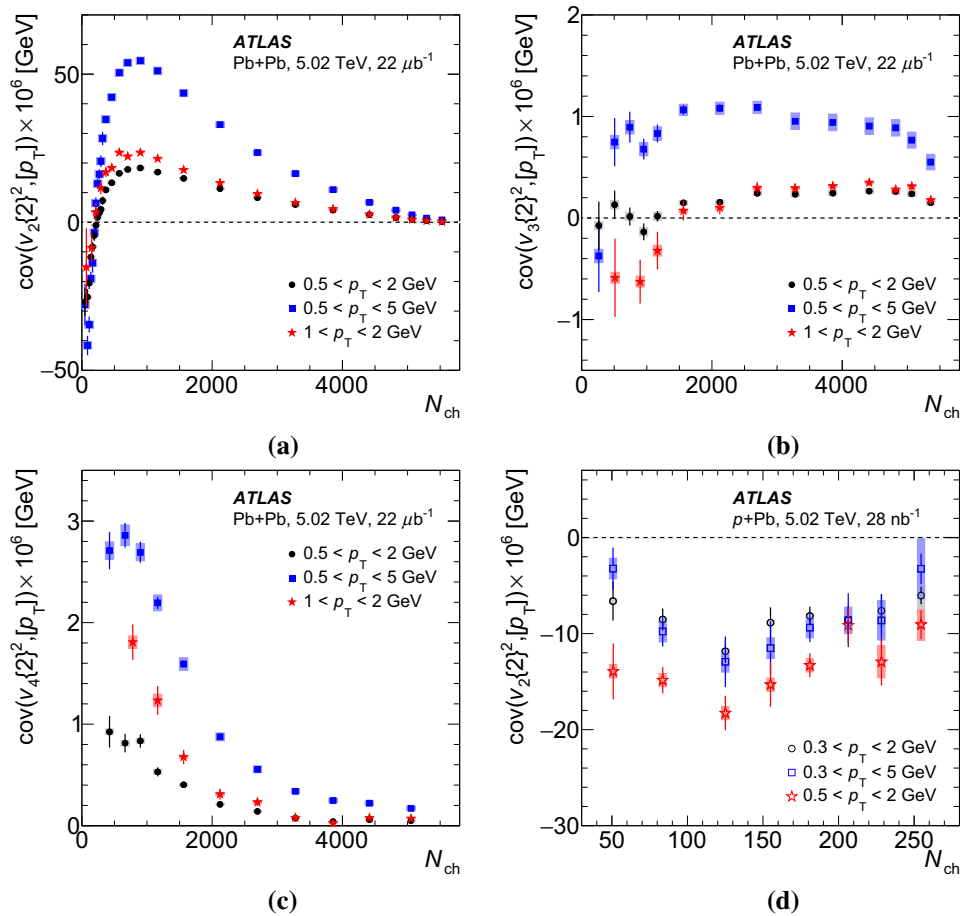 cov(v₂{2}²,[p_T])×10⁶ [GeV]
50
0
−50
ATLAS
Pb+Pb, 5.02 TeV, 22 μb⁻¹
0.5 < p_T < 2 GeV
0.5 < p_T < 5 GeV
1 < p_T < 2 GeV
0 2000 4000
N_ch
(a)
cov(v₃{2}²,[p_T])×10⁶ [GeV]
2
1
0
−1
ATLAS
Pb+Pb, 5.02 TeV, 22 μb⁻¹
0.5 < p_T < 2 GeV
0.5 < p_T < 5 GeV
1 < p_T < 2 GeV
0 2000 4000
N_ch
(b)
cov(v₄{2}²,[p_T])×10⁶ [GeV]
3
2
1
0
ATLAS
Pb+Pb, 5.02 TeV, 22 μb⁻¹
0.5 < p_T < 2 GeV
0.5 < p_T < 5 GeV
1 < p_T < 2 GeV
0 2000 4000
N_ch
(c)
cov(v₂{2}²,[p_T])×10⁶ [GeV]
0
−10
−20
−30
ATLAS
p+Pb, 5.02 TeV, 28 nb⁻¹
0.3 < p_T < 2 GeV
0.3 < p_T < 5 GeV
0.5 < p_T < 2 GeV
50 100 150 200 250
N_ch
(d)